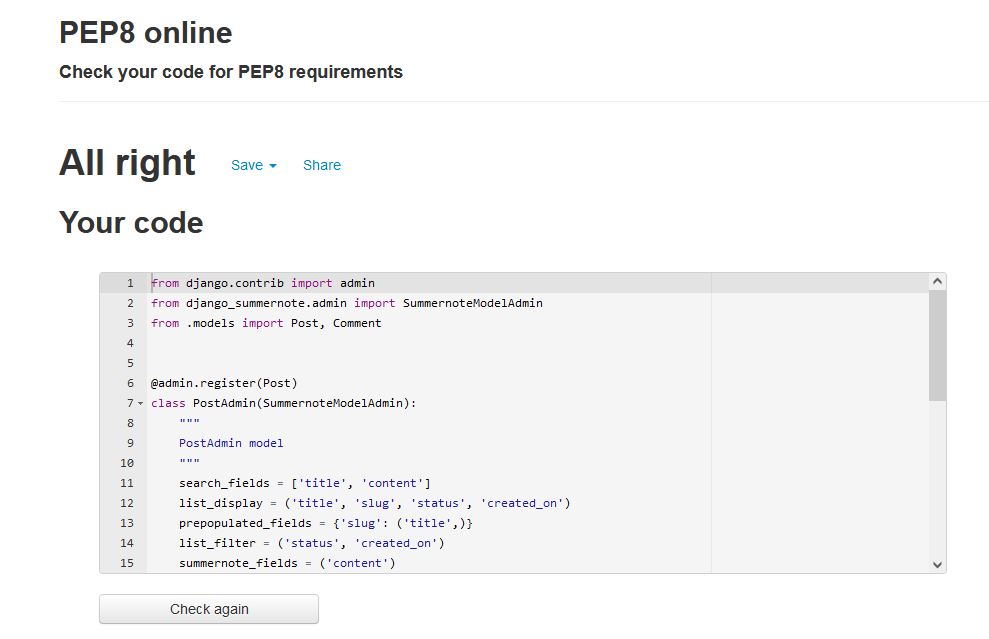 PEP8 online
Check your code for PEP8 requirements
All right Save Share
Your code
1 from django.contrib import admin
2 from django_summernote.admin import SummernoteModelAdmin
3 from .models import Post, Comment
4
5
6 @admin.register(Post)
7 class PostAdmin(SummernoteModelAdmin):
8 """
9 PostAdmin model
10 """
11 search_fields = ['title', 'content']
12 list_display = ('title', 'slug', 'status', 'created_on')
13 prepopulated_fields = {'slug': ('title',)}
14 list_filter = ('status', 'created_on')
15 summernote_fields = ('content')
Check again